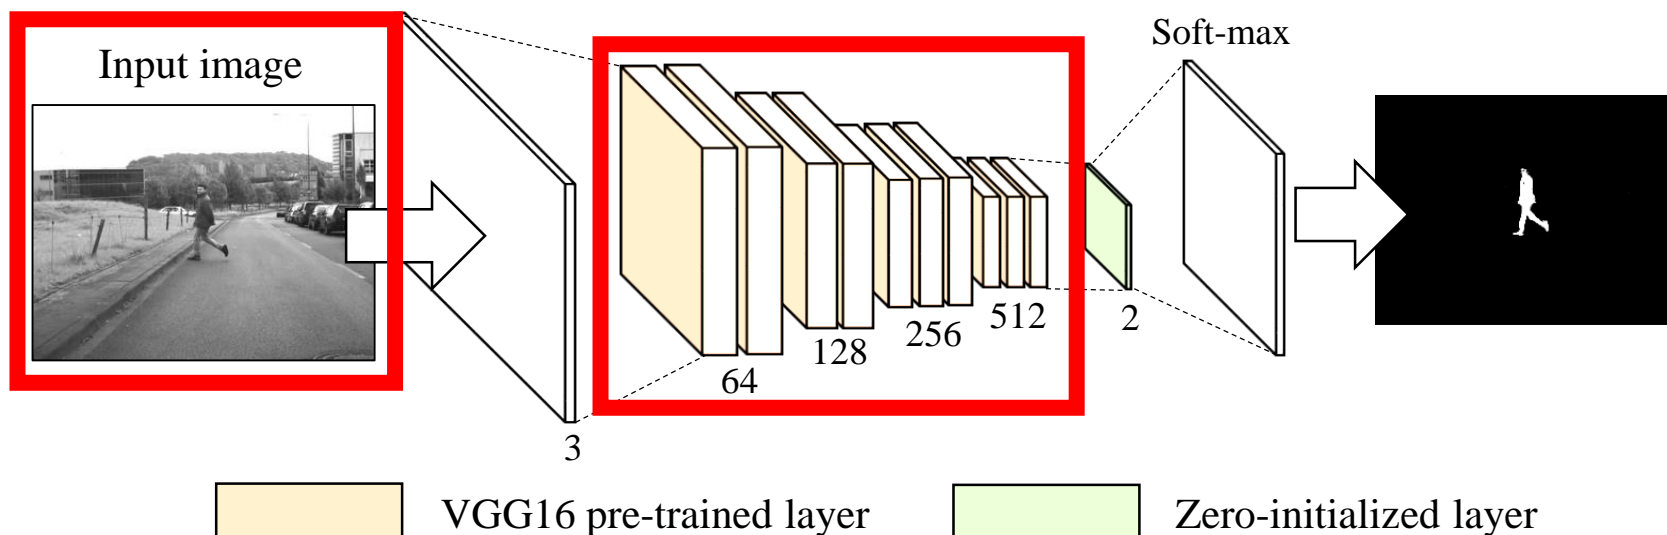 Input image
Soft-max
3
64
128
256
512
2
VGG16 pre-trained layer
Zero-initialized layer